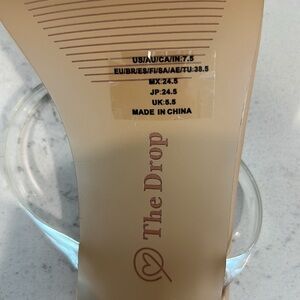 US/AU/CA/IN:7.5
EU/BR/ES/FI/SA/AE/TU:38.5
MX:24.5
JP:24.5
UK:5.5
MADE IN CHINA
The Drop